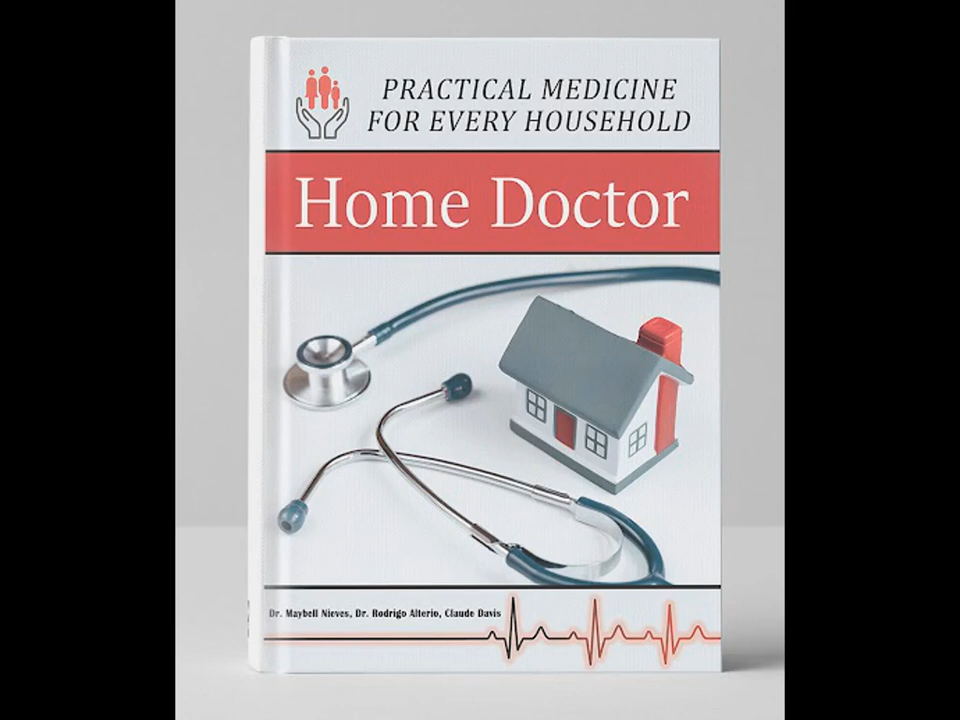 PRACTICAL MEDICINE
FOR EVERY HOUSEHOLD
Home Doctor
Dr. Maybell Nieves, Dr. Rodrigo Alterio, Claude Davis